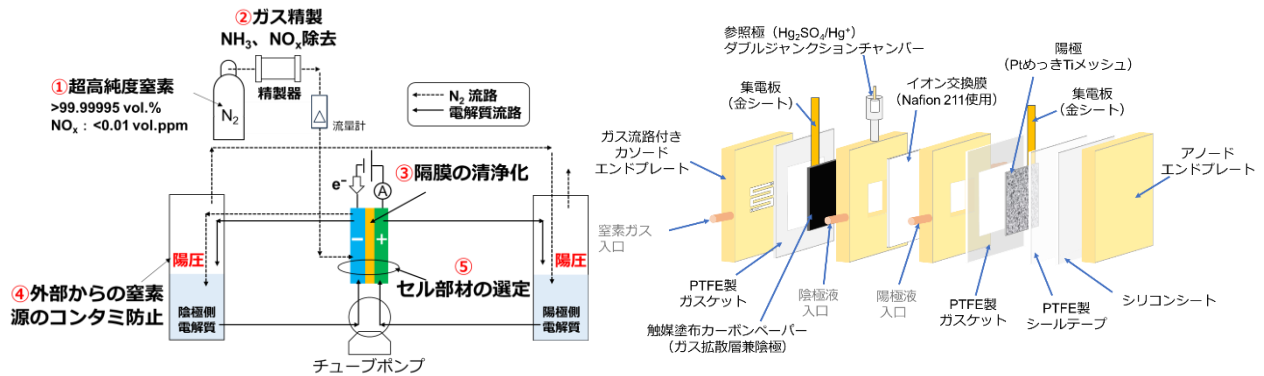 ②ガス精製
NH₃、NOₓ除去
①超高純度窒素
>99.99995 vol.%
NOₓ：<0.01 vol.ppm
N₂
精製器
流量計
N₂ 流路
電解質流路
e⁻
A
③隔膜の清浄化
－
＋
陽圧
陽圧
⑤
セル部材の選定
④外部からの窒素
源のコンタミ防止
陰極側
電解質
陽極側
電解質
チューブポンプ
参照極（Hg₂SO₄/Hg⁺）
ダブルジャンクションチャンバー
陽極
（PtめっきTiメッシュ）
集電板
（金シート）
イオン交換膜
（Nafion 211使用）
集電板
（金シート）
ガス流路付き
カソード
エンドプレート
アノード
エンドプレート
窒素ガス
入口
PTFE製
ガスケット
陰極液
入口
陽極液
入口
PTFE製
ガスケット
PTFE製
シールテープ
シリコンシート
触媒塗布カーボンペーパー
（ガス拡散層兼陰極）